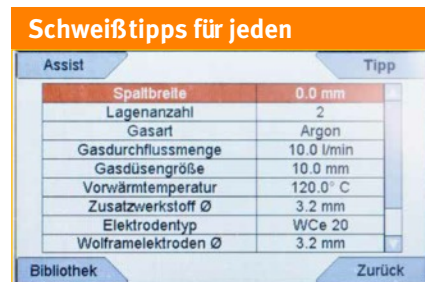 Schweißtipps für jeden
Assist Tipp
Spaltbreite 0.0 mm
Lagenanzahl 2
Gasart Argon
Gasdurchflussmenge 10.0 l/min
Gasdüsengröße 10.0 mm
Vorwärmtemperatur 120.0° C
Zusatzwerkstoff Ø 3.2 mm
Elektrodentyp WCe 20
Wolframelektroden Ø 3.2 mm
Bibliothek Zurück